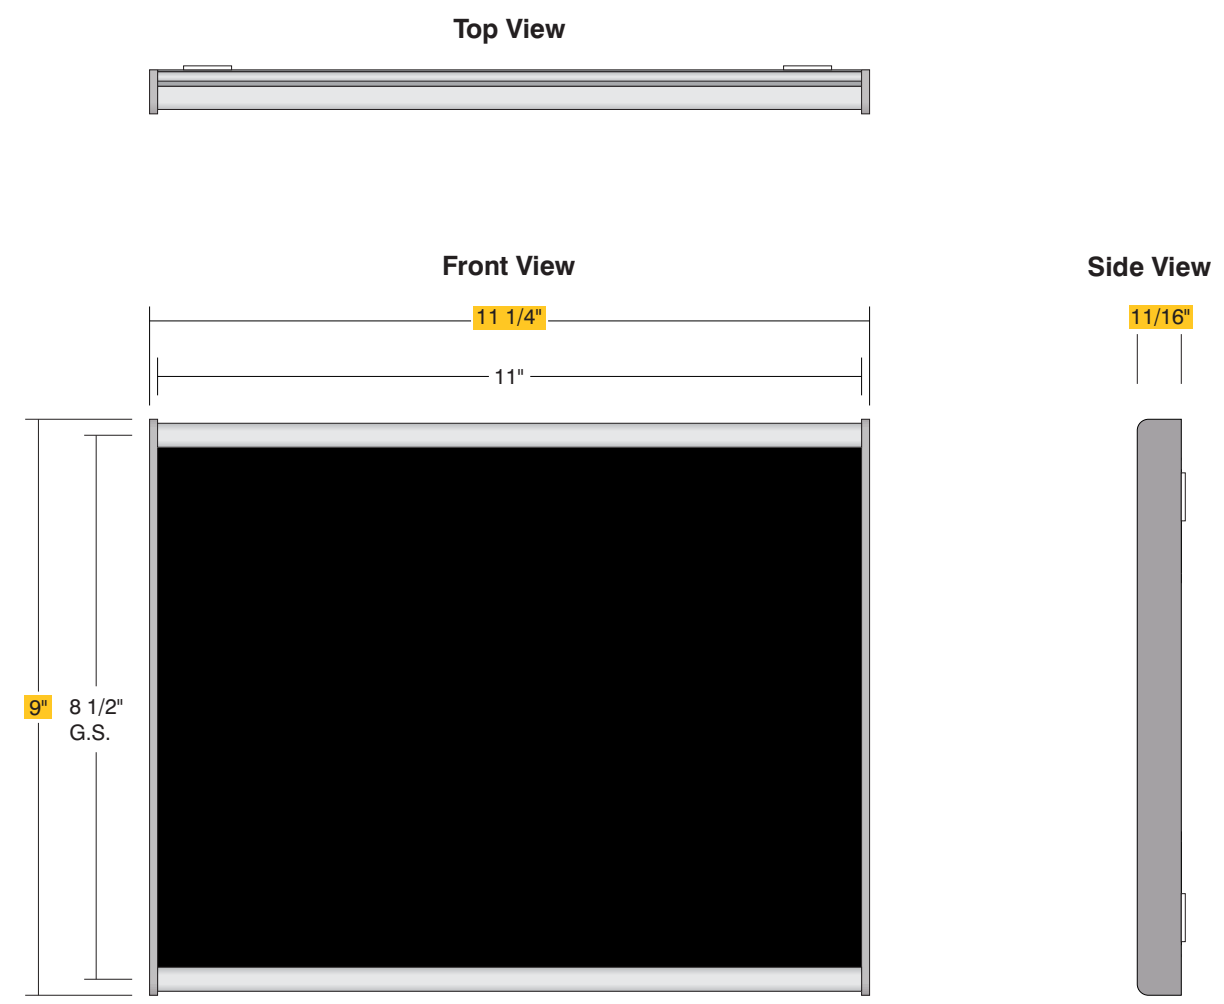 Top View
Front View
Side View
11 1/4"
11/16"
11"
9"
8 1/2"
G.S.